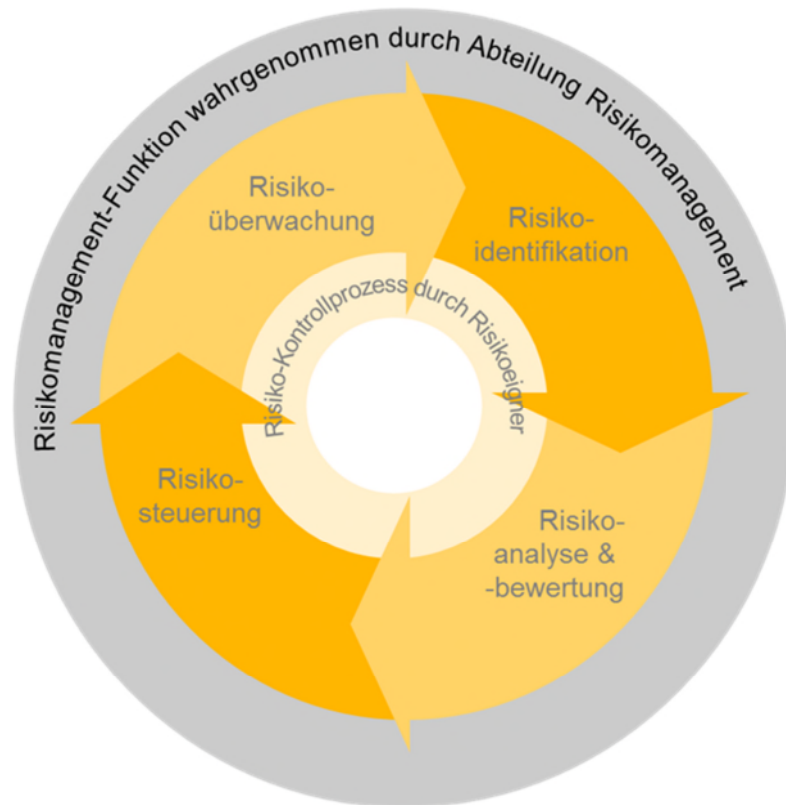 Risikomanagement-Funktion wahrgenommen durch Abteilung Risikomanagement
Risiko-
überwachung
Risiko-
identifikation
Risiko-Kontrollprozess durch Risikoeigner
Risiko-
steuerung
Risiko-
analyse &
-bewertung